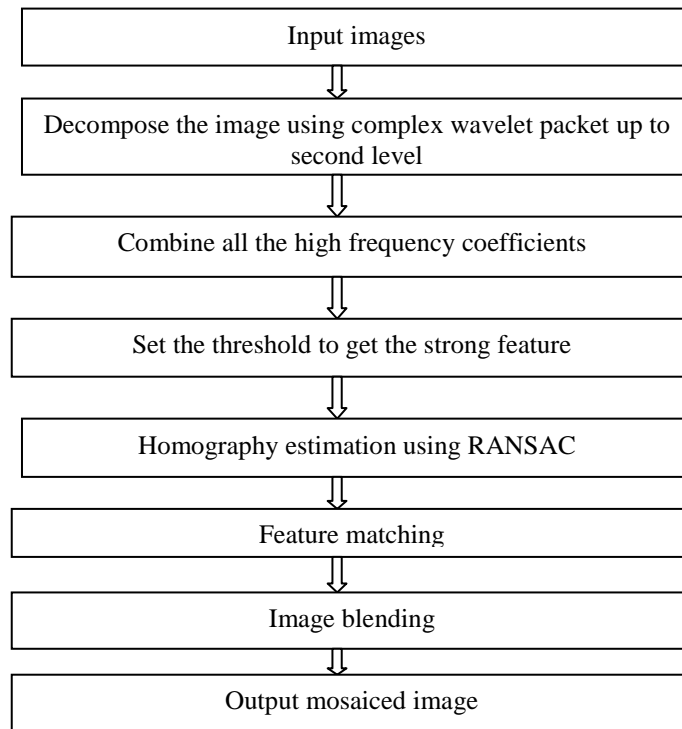 Input images
Decompose the image using complex wavelet packet up to
second level
Combine all the high frequency coefficients
Set the threshold to get the strong feature
Homography estimation using RANSAC
Feature matching
Image blending
Output mosaiced image